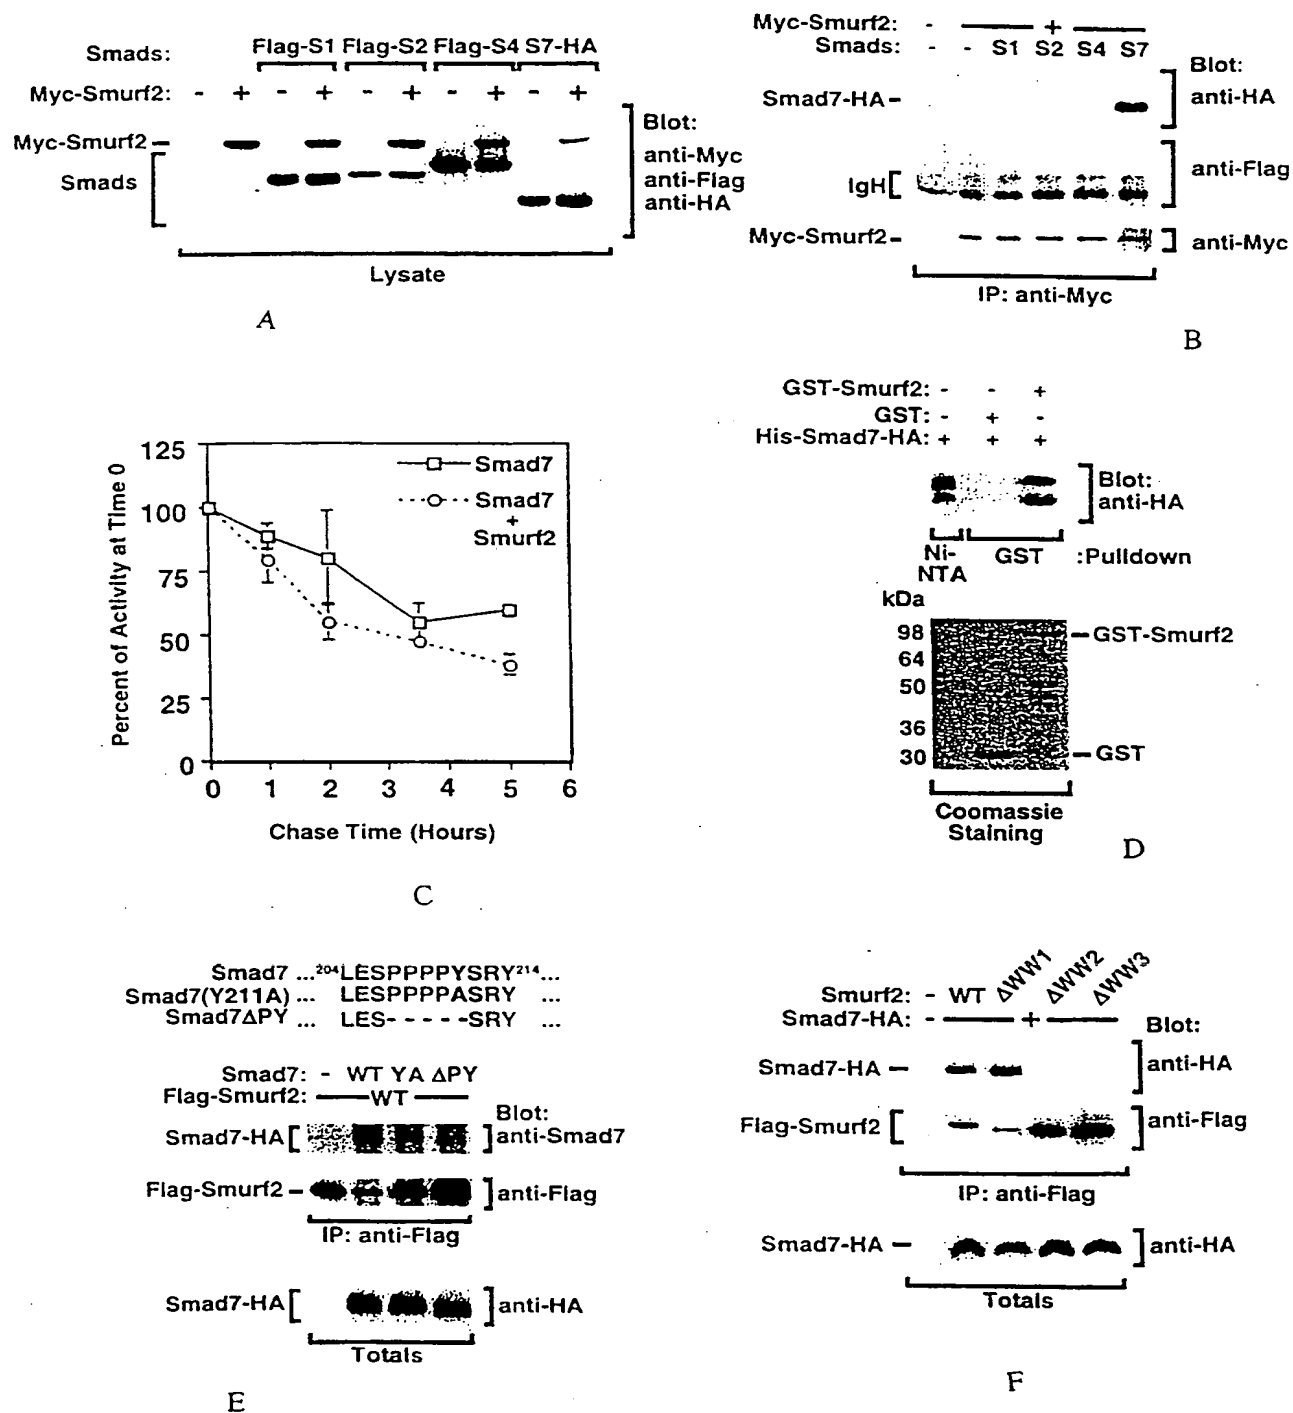 Smads: Flag-S1 Flag-S2 Flag-S4 S7-HA
Myc-Smurf2: - + - + - + - + - +
Myc-Smurf2
Smads
Blot:
anti-Myc
anti-Flag
anti-HA
Lysate
A
Myc-Smurf2: - +
Smads: - - S1 S2 S4 S7
Blot:
Smad7-HA
anti-HA
IgH
anti-Flag
Myc-Smurf2
anti-Myc
IP: anti-Myc
B
Percent of Activity at Time 0
125
100
75
50
25
0
0 1 2 3 4 5 6
Chase Time (Hours)
Smad7
Smad7
+
Smurf2
C
GST-Smurf2: - - +
GST: - + -
His-Smad7-HA: + + +
Blot:
anti-HA
Ni-NTA GST :Pulldown
kDa
98
64
50
36
30
GST-Smurf2
GST
Coomassie
Staining
D
Smad7 ...²⁰⁴LESPPPPYSRY²¹⁴...
Smad7(Y211A) ... LESPPPPASRY ...
Smad7ΔPY ... LES-----SRY ...
Smad7: - WT YA ΔPY
Flag-Smurf2: WT
Blot:
Smad7-HA
anti-Smad7
Flag-Smurf2
anti-Flag
IP: anti-Flag
Smad7-HA
anti-HA
Totals
E
Smurf2: - WT ΔWW1 ΔWW2 ΔWW3
Smad7-HA: - +
Blot:
Smad7-HA
anti-HA
Flag-Smurf2
anti-Flag
IP: anti-Flag
Smad7-HA
anti-HA
Totals
F